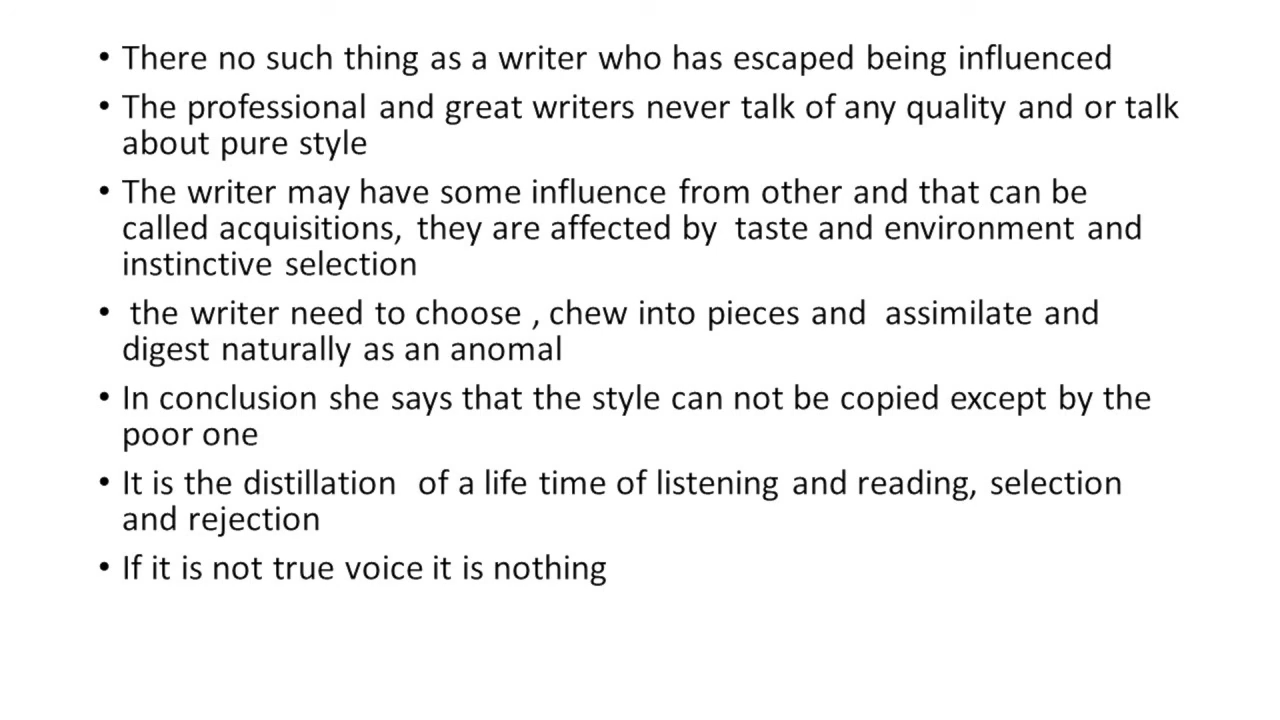 • There no such thing as a writer who has escaped being influenced
• The professional and great writers never talk of any quality and or talk
about pure style
• The writer may have some influence from other and that can be
called acquisitions, they are affected by taste and environment and
instinctive selection
• the writer need to choose , chew into pieces and assimilate and
digest naturally as an anomal
• In conclusion she says that the style can not be copied except by the
poor one
• It is the distillation of a life time of listening and reading, selection
and rejection
• If it is not true voice it is nothing